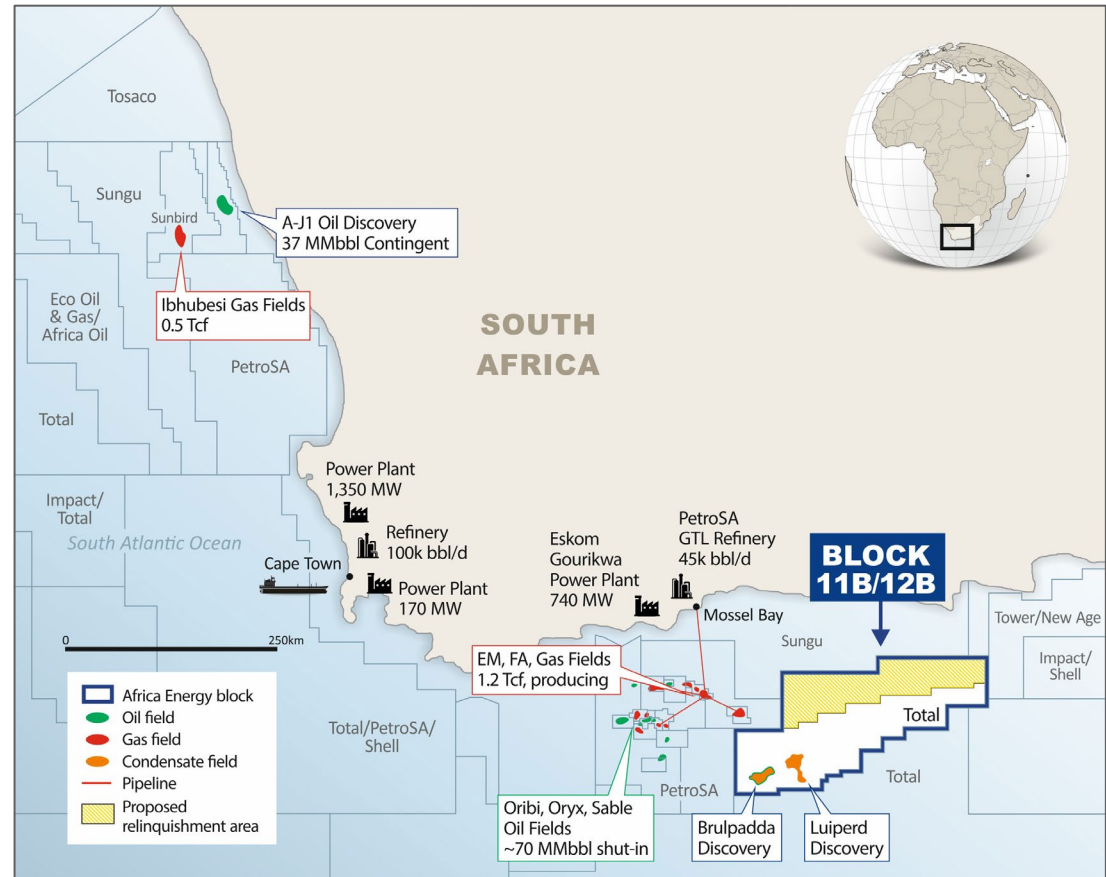 Tosaco
Sungu
Sunbird
A-J1 Oil Discovery
37 MMbbl Contingent
Ibhubesi Gas Fields
0.5 Tcf
Eco Oil
& Gas/
Africa Oil
PetroSA
Total
SOUTH
AFRICA
Impact/
Total
South Atlantic Ocean
Power Plant
1,350 MW
Refinery
100k bbl/d
Cape Town
Power Plant
170 MW
Eskom
Gourikwa
Power Plant
740 MW
PetroSA
GTL Refinery
45k bbl/d
Mossel Bay
BLOCK
11B/12B
Sungu
Tower/New Age
Impact/
Shell
0
250km
EM, FA, Gas Fields
1.2 Tcf, producing
Total
Total
Total/PetroSA/
Shell
PetroSA
Oribi, Oryx, Sable
Oil Fields
~70 MMbbl shut-in
Brulpadda
Discovery
Luiperd
Discovery
Africa Energy block
Oil field
Gas field
Condensate field
Pipeline
Proposed
relinquishment area